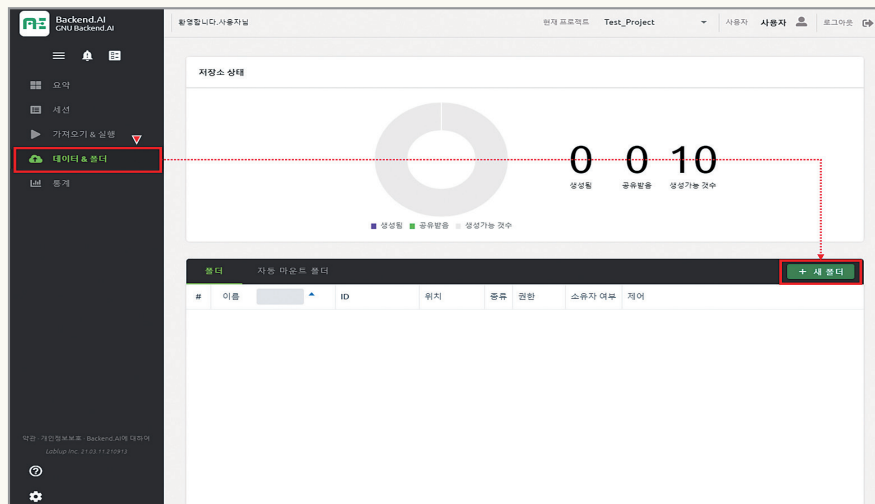 Backend.AI
GNU Backend.AI
환영합니다.사용자님
현재 프로젝트 Test_Project
사용자 사용자
로그아웃
요약
세션
가져오기 & 실행
데이터 & 폴더
통계
저장소 상태
0 0 10
생성됨 공유받음 생성가능 갯수
생성됨 공유받음 생성가능 갯수
폴더 자동 마운트 폴더 + 새 폴더
# 이름 ID 위치 종류 권한 소유자 여부 제어
약관 · 개인정보보호 · Backend.AI에 대하여
Lablup Inc. 21.03.11.210913